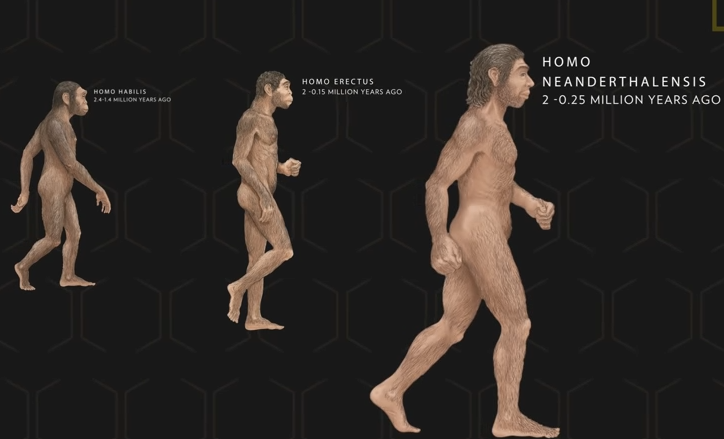 HOMO HABILIS
2.4-1.4 MILLION YEARS AGO
HOMO ERECTUS
2 -0.15 MILLION YEARS AGO
HOMO
NEANDERTHALENSIS
2 -0.25 MILLION YEARS AGO